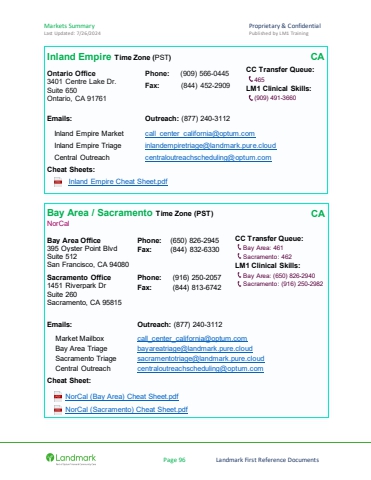 Markets Summary
Proprietary & Confidential
Last Updated: 7/26/2024
Published by LM1 Training
Inland Empire Time Zone (PST)
CA
Ontario Office
3401 Centre Lake Dr.
Suite 650
Ontario, CA 91761
Phone: (909) 566-0445
Fax: (844) 452-2909
CC Transfer Queue:
465
LM1 Clinical Skills:
(909) 491-3660
Emails:
Outreach: (877) 240-3112
Inland Empire Market call_center_california@optum.com
Inland Empire Triage inlandempiretriage@landmark.pure.cloud
Central Outreach centraloutreachscheduling@optum.com
Cheat Sheets:
Inland Empire Cheat Sheet.pdf
Bay Area / Sacramento Time Zone (PST)
CA
NorCal
Bay Area Office
395 Oyster Point Blvd
Suite 512
San Francisco, CA 94080
Phone: (650) 826-2945
Fax: (844) 832-6330
CC Transfer Queue:
Bay Area: 461
Sacramento: 462
LM1 Clinical Skills:
Bay Area: (650) 826-2940
Sacramento: (916) 250-2982
Sacramento Office
1451 Riverpark Dr
Suite 260
Sacramento, CA 95815
Phone: (916) 250-2057
Fax: (844) 813-6742
Emails:
Outreach: (877) 240-3112
Market Mailbox call_center_california@optum.com
Bay Area Triage bayareatriage@landmark.pure.cloud
Sacramento Triage sacramentotriage@landmark.pure.cloud
Central Outreach centraloutreachscheduling@optum.com
Cheat Sheet:
NorCal (Bay Area) Cheat Sheet.pdf
NorCal (Sacramento) Cheat Sheet.pdf
Landmark
Page 96
Landmark First Reference Documents